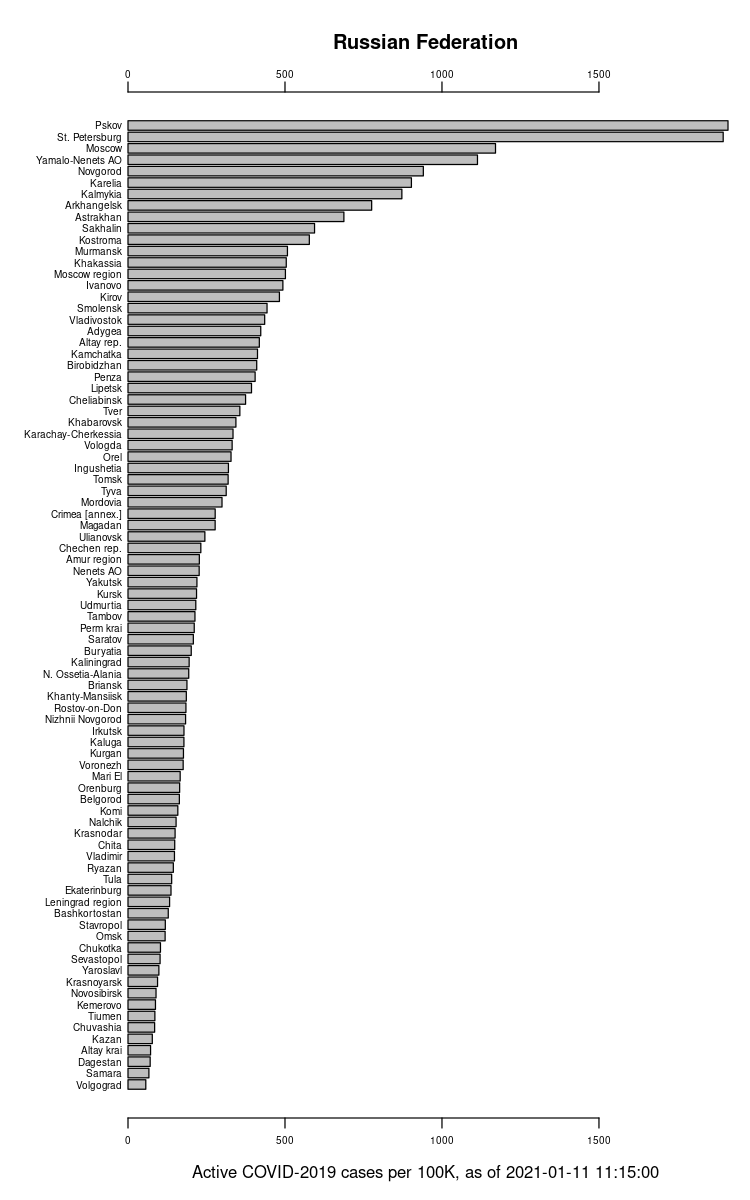 Russian Federation
0 500 1000 1500
Pskov
St. Petersburg
Moscow
Yamalo-Nenets AO
Novgorod
Karelia
Kalmykia
Arkhangelsk
Astrakhan
Sakhalin
Kostroma
Murmansk
Khakassia
Moscow region
Ivanovo
Kirov
Smolensk
Vladivostok
Adygea
Altay rep.
Kamchatka
Birobidzhan
Penza
Lipetsk
Cheliabinsk
Tver
Khabarovsk
Karachay-Cherkessia
Vologda
Orel
Ingushetia
Tomsk
Tyva
Mordovia
Crimea [annex.]
Magadan
Ulianovsk
Chechen rep.
Amur region
Nenets AO
Yakutsk
Kursk
Udmurtia
Tambov
Perm krai
Saratov
Buryatia
Kaliningrad
N. Ossetia-Alania
Briansk
Khanty-Mansiisk
Rostov-on-Don
Nizhnii Novgorod
Irkutsk
Kaluga
Kurgan
Voronezh
Mari El
Orenburg
Belgorod
Komi
Nalchik
Krasnodar
Chita
Vladimir
Ryazan
Tula
Ekaterinburg
Leningrad region
Bashkortostan
Stavropol
Omsk
Chukotka
Sevastopol
Yaroslavl
Krasnoyarsk
Novosibirsk
Kemerovo
Tiumen
Chuvashia
Kazan
Altay krai
Dagestan
Samara
Volgograd
0 500 1000 1500
Active COVID-2019 cases per 100K, as of 2021-01-11 11:15:00